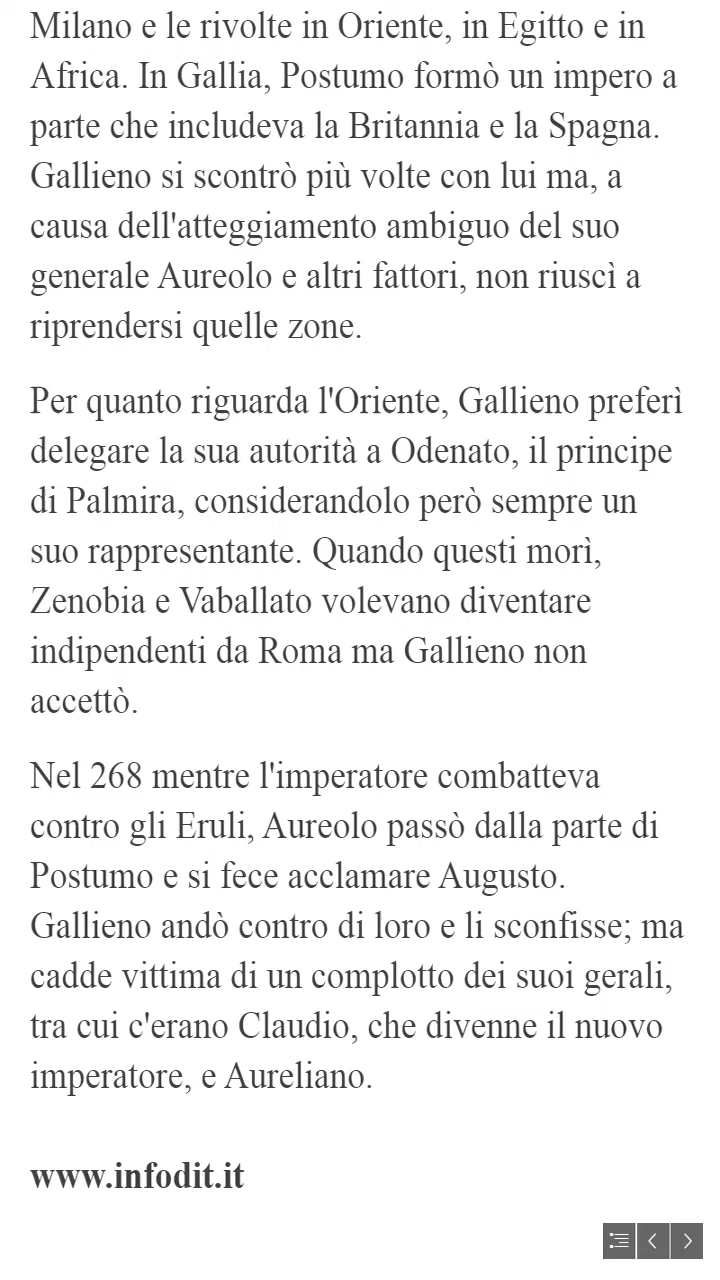 Milano e le rivolte in Oriente, in Egitto e in
Africa. In Gallia, Postumo formò un impero a
parte che includeva la Britannia e la Spagna.
Gallieno si scontrò più volte con lui ma, a
causa dell'atteggiamento ambiguo del suo
generale Aureolo e altri fattori, non riuscì a
riprendersi quelle zone.
Per quanto riguarda l'Oriente, Gallieno preferì
delegare la sua autorità a Odenato, il principe
di Palmira, considerandolo però sempre un
suo rappresentante. Quando questi morì,
Zenobia e Vaballato volevano diventare
indipendenti da Roma ma Gallieno non
accettò.
Nel 268 mentre l'imperatore combatteva
contro gli Eruli, Aureolo passò dalla parte di
Postumo e si fece acclamare Augusto.
Gallieno andò contro di loro e li sconfisse; ma
cadde vittima di un complotto dei suoi gerali,
tra cui c'erano Claudio, che divenne il nuovo
imperatore, e Aureliano.
www.infodit.it